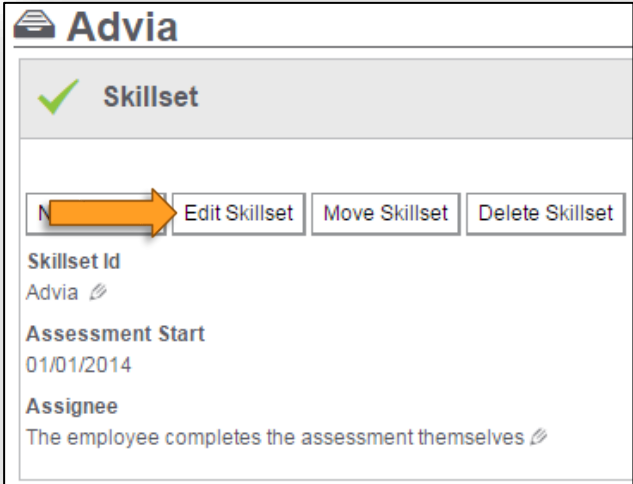 Advia
Skillset
Edit Skillset Move Skillset Delete Skillset
Skillset Id
Advia
Assessment Start
01/01/2014
Assignee
The employee completes the assessment themselves